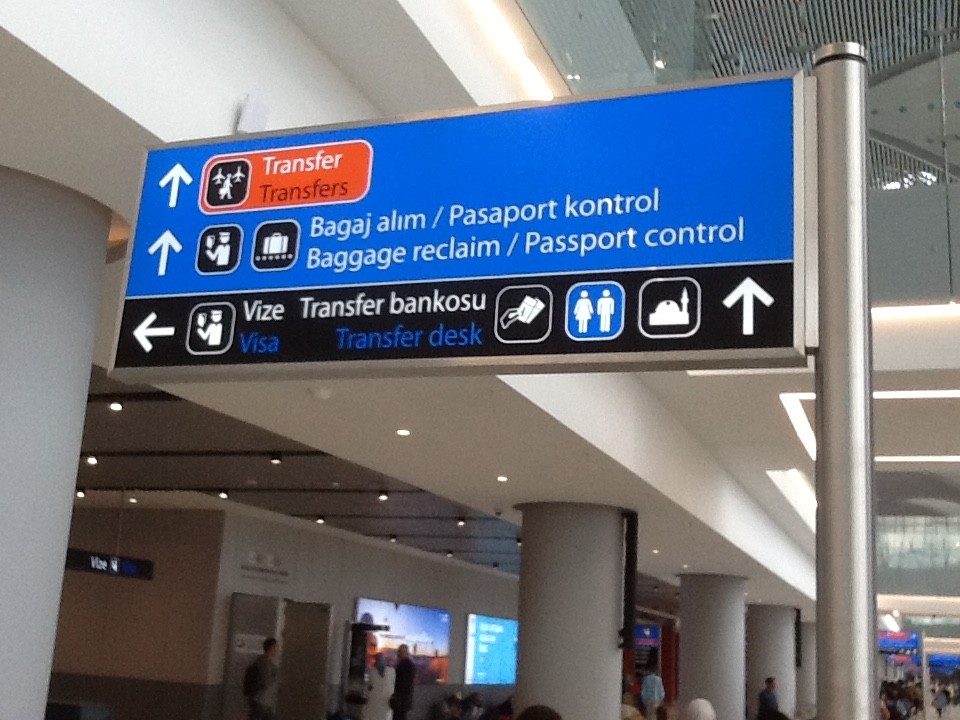 Transfer
Transfers
Bagaj alım / Pasaport kontrol
Baggage reclaim / Passport control
Vize Transfer bankosu
Visa Transfer desk
Vize